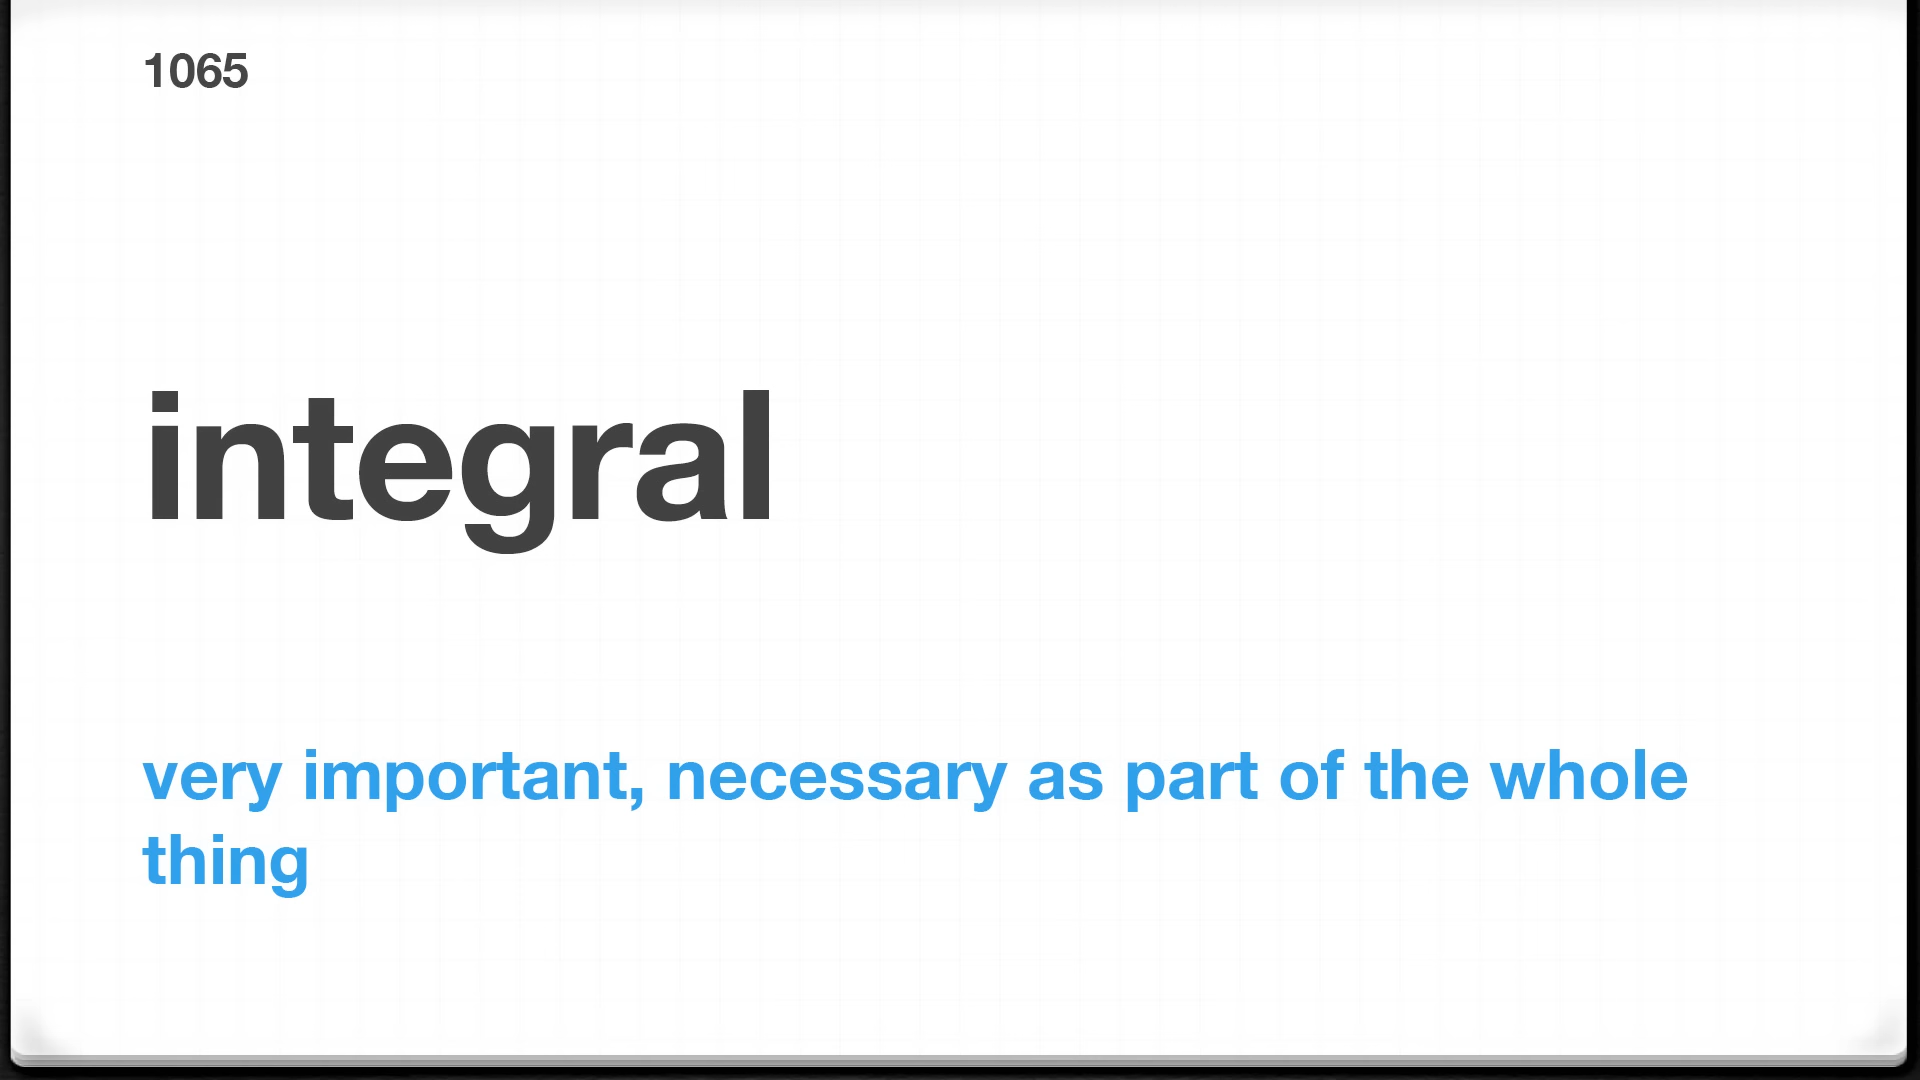 1065
integral
very important, necessary as part of the whole
thing